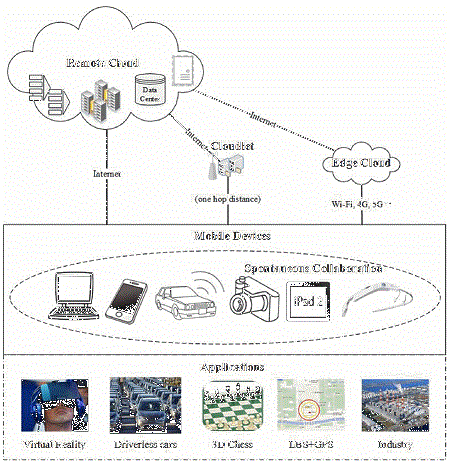 Remote Cloud
Data
Center
Internet
Internet
Internet
Cloudlet
Edge Cloud
(one hop distance)
Wi-Fi, 4G, 5G…
Mobile Devices
Spontaneous Collaboration
iPad 2
Applications
Virtual Reality
Driverless cars
3D Chess
LBS+GPS
Industry